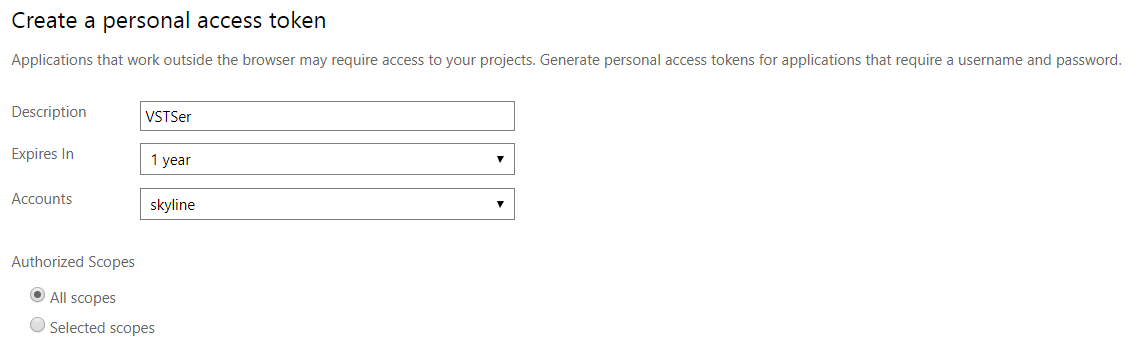 Create a personal access token
Applications that work outside the browser may require access to your projects. Generate personal access tokens for applications that require a username and password.
Description VSTSer
Expires In 1 year
Accounts skyline
Authorized Scopes
All scopes
Selected scopes